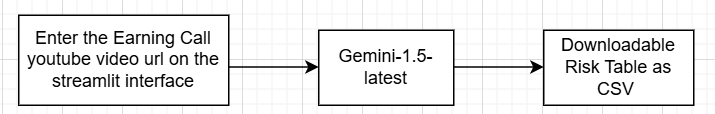 Enter the Earning Call
youtube video url on the
streamlit interface
Gemini-1.5-
latest
Downloadable
Risk Table as
CSV